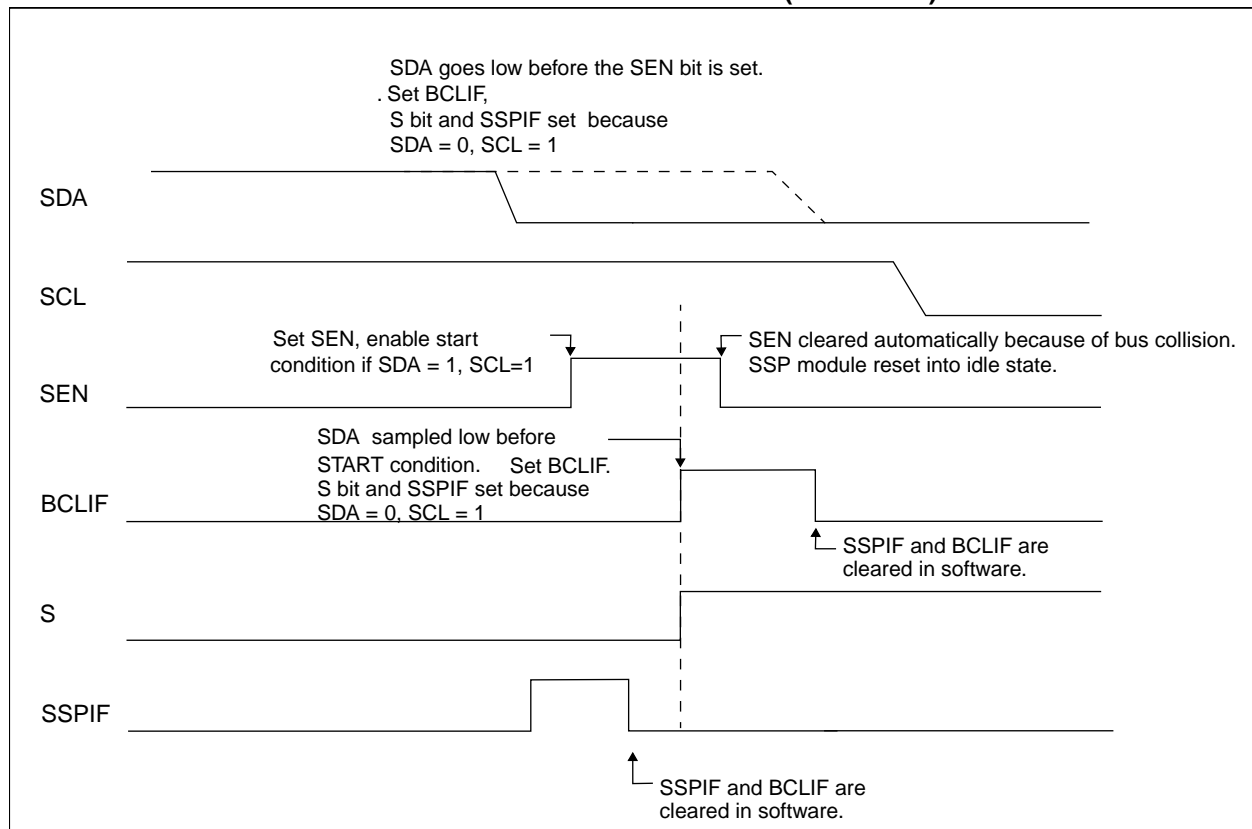 SDA goes low before the SEN bit is set.
. Set BCLIF,
S bit and SSPIF set because
SDA = 0, SCL = 1
SDA
SCL
Set SEN, enable start
condition if SDA = 1, SCL=1
SEN cleared automatically because of bus collision.
SSP module reset into idle state.
SEN
SDA sampled low before
START condition. Set BCLIF.
S bit and SSPIF set because
SDA = 0, SCL = 1
BCLIF
SSPIF and BCLIF are
cleared in software.
S
SSPIF
SSPIF and BCLIF are
cleared in software.